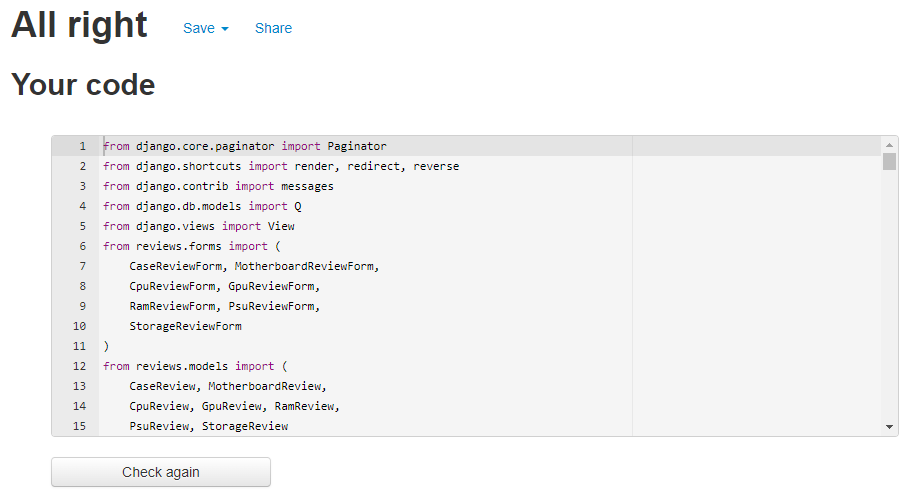 All right Save Share
Your code
1 from django.core.paginator import Paginator
2 from django.shortcuts import render, redirect, reverse
3 from django.contrib import messages
4 from django.db.models import Q
5 from django.views import View
6 from reviews.forms import (
7     CaseReviewForm, MotherboardReviewForm,
8     CpuReviewForm, GpuReviewForm,
9     RamReviewForm, PsuReviewForm,
10     StorageReviewForm
11 )
12 from reviews.models import (
13     CaseReview, MotherboardReview,
14     CpuReview, GpuReview, RamReview,
15     PsuReview, StorageReview
Check again